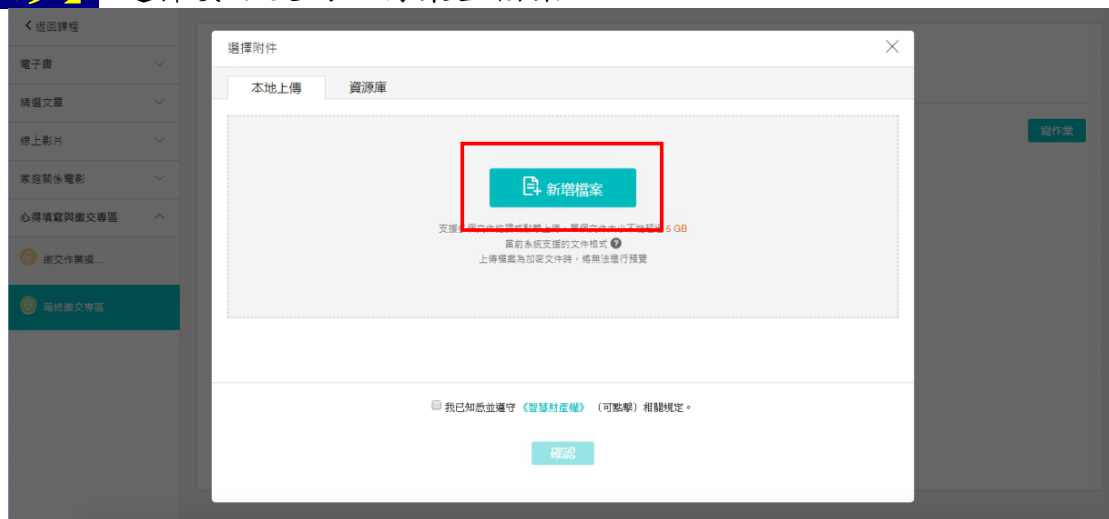 返回課程
電子書
精選文章
線上影片
家庭關係電影
心得填寫與繳交專區
繳交作業操...
最終繳交專區
選擇附件
本地上傳
資源庫
新增檔案
5 GB
當前系統支援的文件格式
上傳檔案為加密文件時，將無法進行預覽
我已知悉並遵守《智慧財產權》（可點擊）相關規定。
確認
寫作業